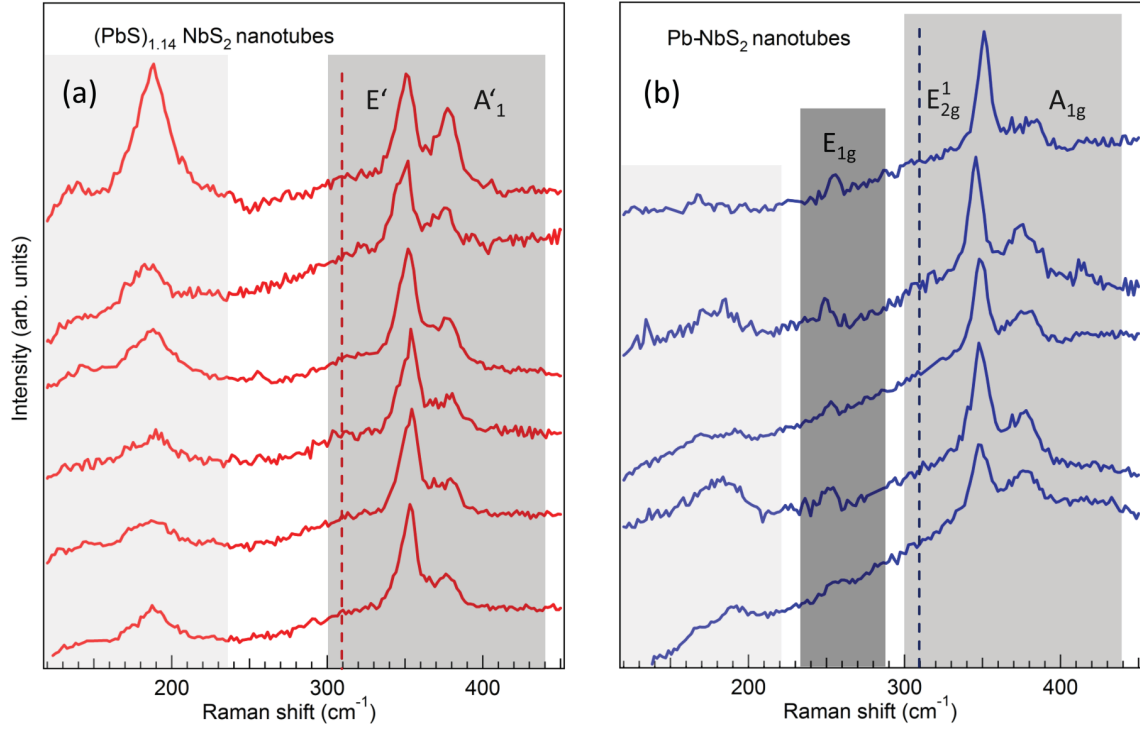 (PbS)1.14 NbS2 nanotubes
(a)
E‘
A‘1
Intensity (arb. units)
200
300
400
Raman shift (cm-1)
Pb-NbS2 nanotubes
(b)
E1g
E12g
A1g
200
300
400
Raman shift (cm-1)